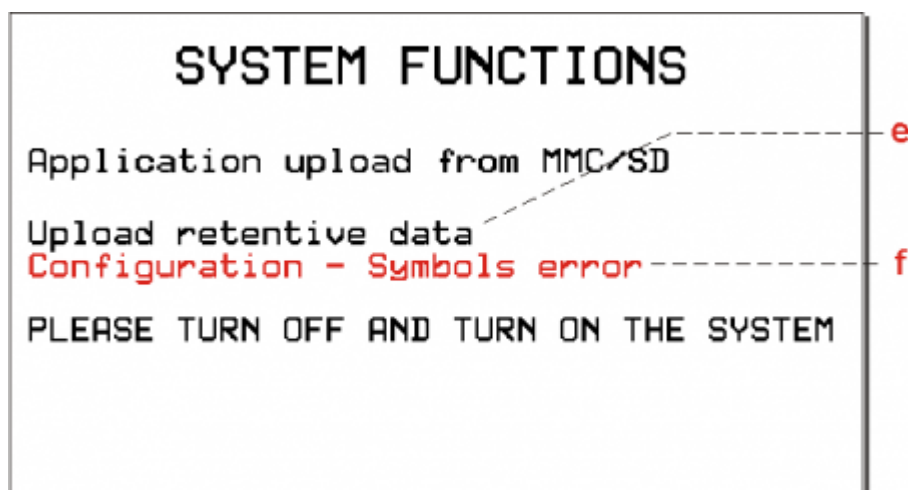 SYSTEM FUNCTIONS
e
Application upload from MMC/SD
Upload retentive data
Configuration - Symbols error
f
PLEASE TURN OFF AND TURN ON THE SYSTEM